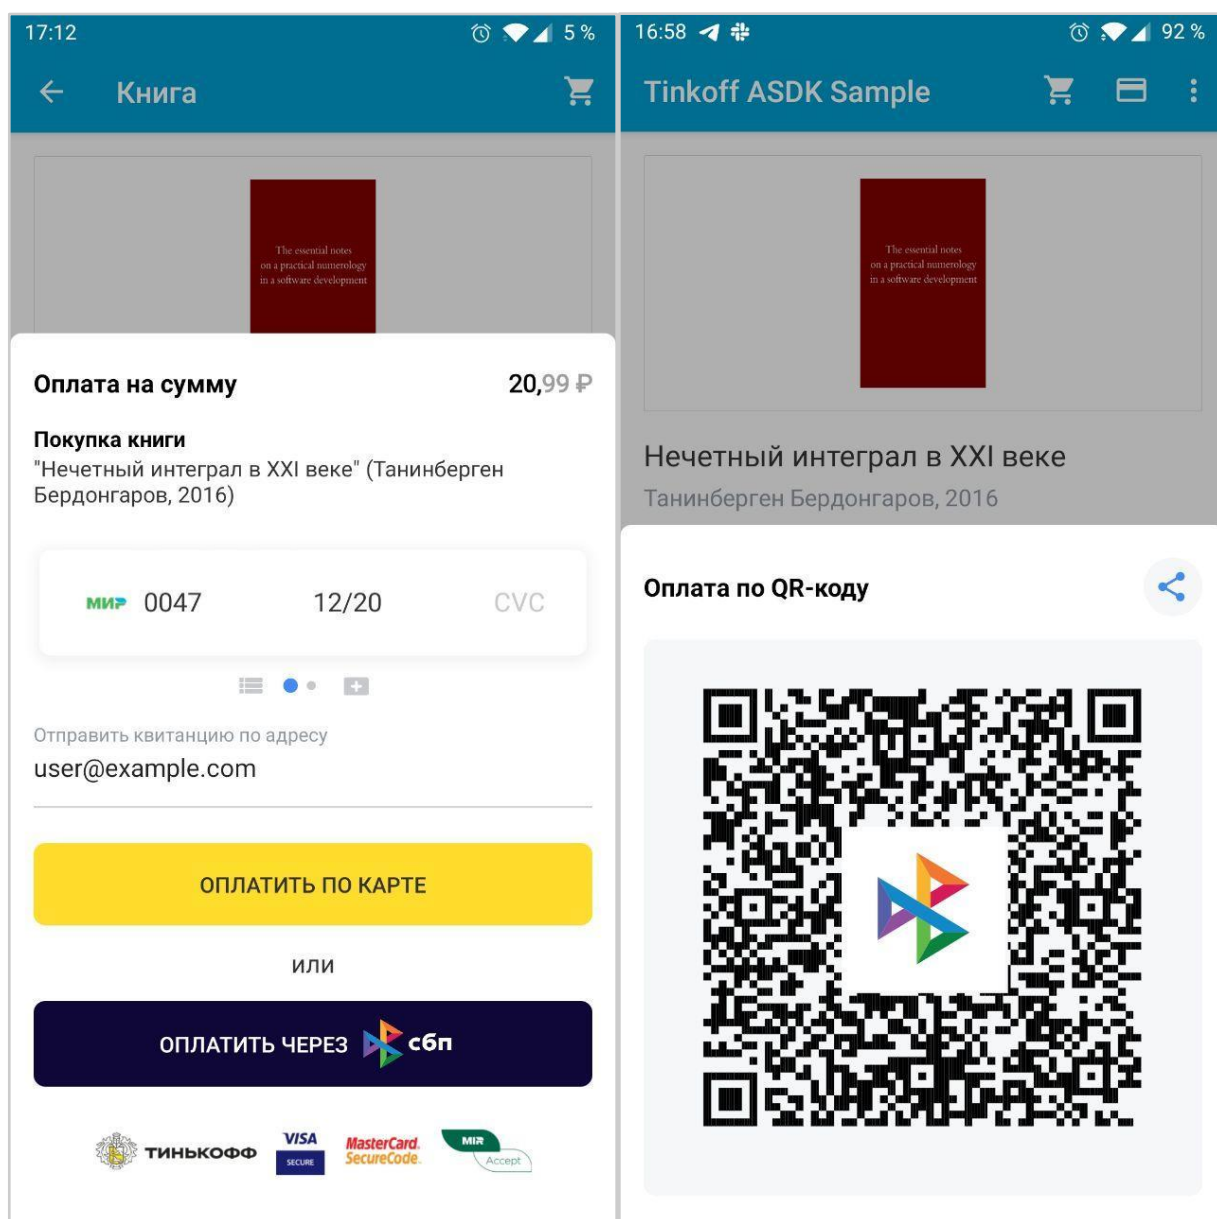 17:12
5 %
Книга
The essential notes
on a practical numerology
in a software development
Оплата на сумму
20,99 ₽
Покупка книги
"Нечетный интеграл в XXI веке" (Танинберген
Бердонгаров, 2016)
МИР 0047 12/20 CVC
Отправить квитанцию по адресу
user@example.com
ОПЛАТИТЬ ПО КАРТЕ
или
ОПЛАТИТЬ ЧЕРЕЗ сбп
ТИНЬКОФФ
VISA
SECURE
MasterCard.
SecureCode.
MIR
Accept
16:58
92 %
Tinkoff ASDK Sample
The essential notes
on a practical numerology
in a software development
Нечетный интеграл в XXI веке
Танинберген Бердонгаров, 2016
Оплата по QR-коду